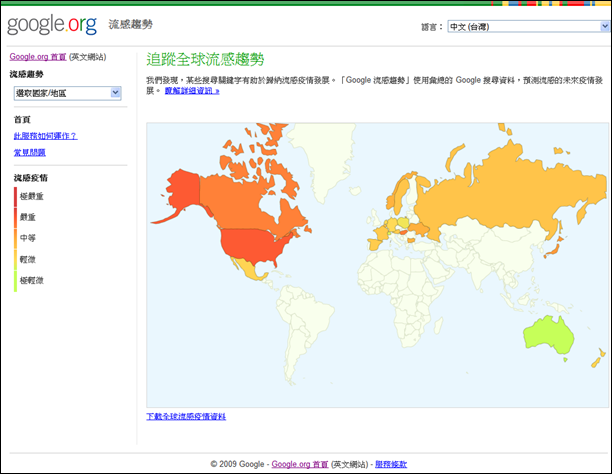 google.org 流感趨勢
語言： 中文 (台灣)
Google.org 首頁 (英文網站)
流感趨勢
選取國家/地區
首頁
此服務如何運作？
常見問題
流感疫情
極嚴重
嚴重
中等
輕微
極輕微
追蹤全球流感趨勢
我們發現，某些搜尋關鍵字有助於歸納流感疫情發展。「Google 流感趨勢」使用彙總的 Google 搜尋資料，預測流感的未來疫情發
展。 瞭解詳細資訊 »
下載全球流感疫情資料
© 2009 Google - Google.org 首頁 (英文網站) - 服務條款